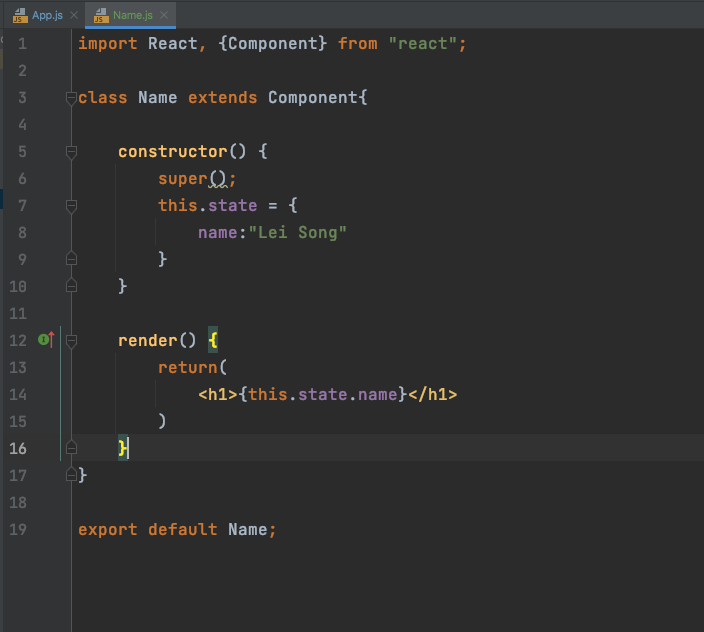 App.js Name.js
1 import React, {Component} from "react";
2
3 class Name extends Component{
4
5 constructor() {
6 super();
7 this.state = {
8 name:"Lei Song"
9 }
10 }
11
12 render() {
13 return(
14 <h1>{this.state.name}</h1>
15 )
16 }
17 }
18
19 export default Name;